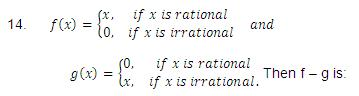 14. f(x) = {x, if x is rational
0, if x is irrational and
g(x) = {0, if x is rational
x, if x is irrational. Then f – g is: